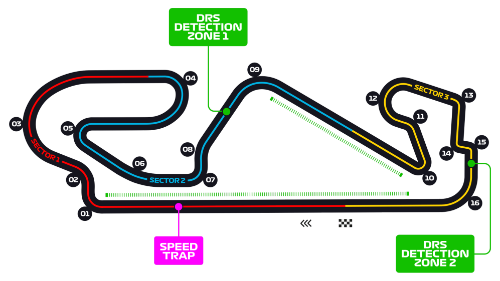 DRS
DETECTION
ZONE 1
09
04
SECTOR 3
13
12
11
03
05
SECTOR 1
08
15
14
06
10
02
SECTOR 2
07
16
01
SPEED
TRAP
DRS
DETECTION
ZONE 2